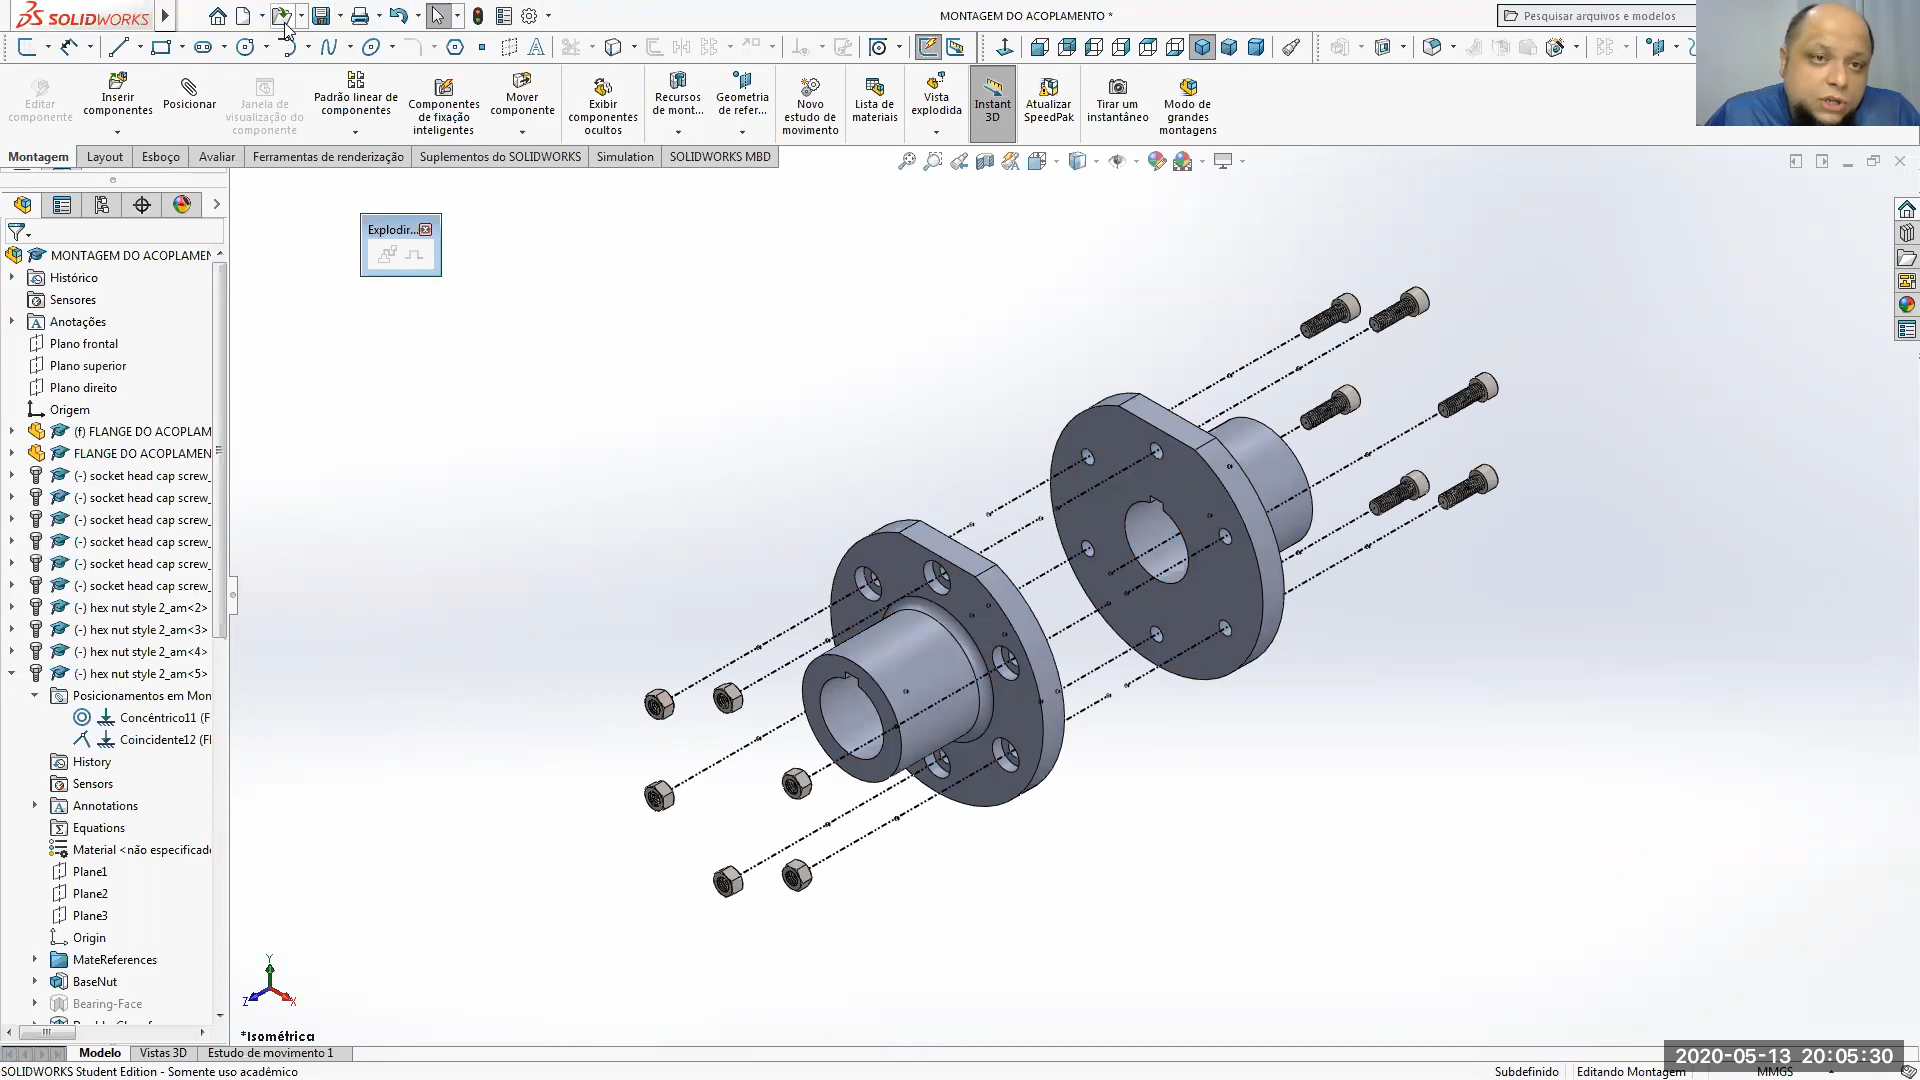 SOLIDWORKS
MONTAGEM DO ACOPLAMENTO *
Pesquisar arquivos e modelos
Editar
componente
Inserir
componentes
Posicionar
Janela de
visualização do
componente
Padrão linear de
componentes
Componentes
de fixação
inteligentes
Mover
componente
Exibir
componentes
ocultos
Recursos
de mont...
Geometria
de refer...
Novo
estudo de
movimento
Lista de
materiais
Vista
explodida
Instant
3D
Atualizar
SpeedPak
Tirar um
instantâneo
Modo de
grandes
montagens
Montagem
Layout
Esboço
Avaliar
Ferramentas de renderização
Suplementos do SOLIDWORKS
Simulation
SOLIDWORKS MBD
Explodir...
MONTAGEM DO ACOPLAMEN
Histórico
Sensores
Anotações
Plano frontal
Plano superior
Plano direito
Origem
(f) FLANGE DO ACOPLAM
FLANGE DO ACOPLAMEN
(-) socket head cap screw_
(-) socket head cap screw_
(-) socket head cap screw_
(-) socket head cap screw_
(-) socket head cap screw_
(-) socket head cap screw_
(-) hex nut style 2_am<2>
(-) hex nut style 2_am<3>
(-) hex nut style 2_am<4>
(-) hex nut style 2_am<5>
Posicionamentos em Mon
Concêntrico11 (F
Coincidente12 (Fl
History
Sensors
Annotations
Equations
Material <não especificado
Plane1
Plane2
Plane3
Origin
MateReferences
BaseNut
Bearing-Face
Y
Z
X
*Isométrica
Modelo
Vistas 3D
Estudo de movimento 1
SOLIDWORKS Student Edition - Somente uso acadêmico
Subdefinido
Editando Montagem
MMGS
2020-05-13 20:05:30